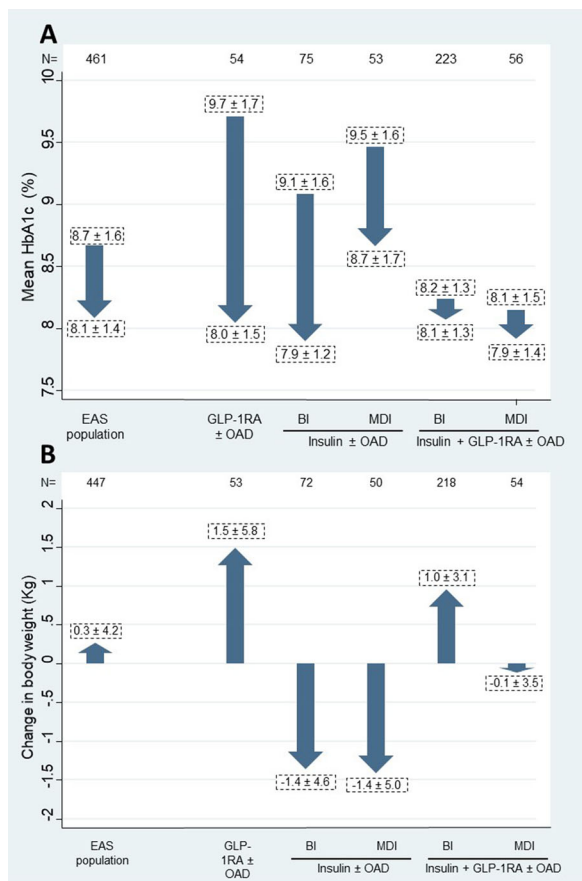 A
N= 461 54 75 53 223 56
Mean HbA1c (%)
10
9.5
9
8.5
8
7.5
8.7 ± 1.6
8.1 ± 1.4
9.7 ± 1,7
8.0 ± 1.5
9.1 ± 1.6
7.9 ± 1.2
9.5 ± 1.6
8.7 ± 1.7
8.2 ± 1.3
8.1 ± 1.3
8.1 ± 1.5
7.9 ± 1.4
EAS
population
GLP-1RA
± OAD
BI MDI
Insulin ± OAD
BI MDI
Insulin + GLP-1RA ± OAD
B
N= 447 53 72 50 218 54
Change in bodyweight (Kg)
2
1.5
1
.5
0
-.5
-1
-1.5
-2
0.3 ± 4.2
1.5 ± 5.8
-1.4 ± 4.6
-1.4 ± 5.0
1.0 ± 3.1
-0.1 ± 3.5
EAS
population
GLP-
1RA ±
OAD
BI MDI
Insulin ± OAD
BI MDI
Insulin + GLP-1RA ± OAD